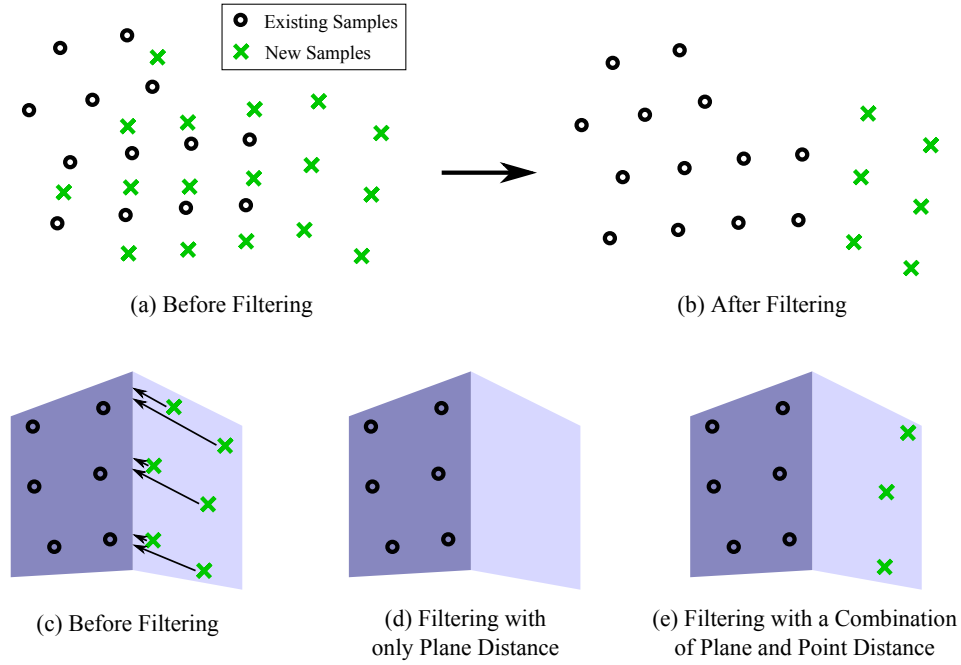 Existing Samples
New Samples
(a) Before Filtering
(b) After Filtering
(c) Before Filtering
(d) Filtering with
only Plane Distance
(e) Filtering with a Combination
of Plane and Point Distance